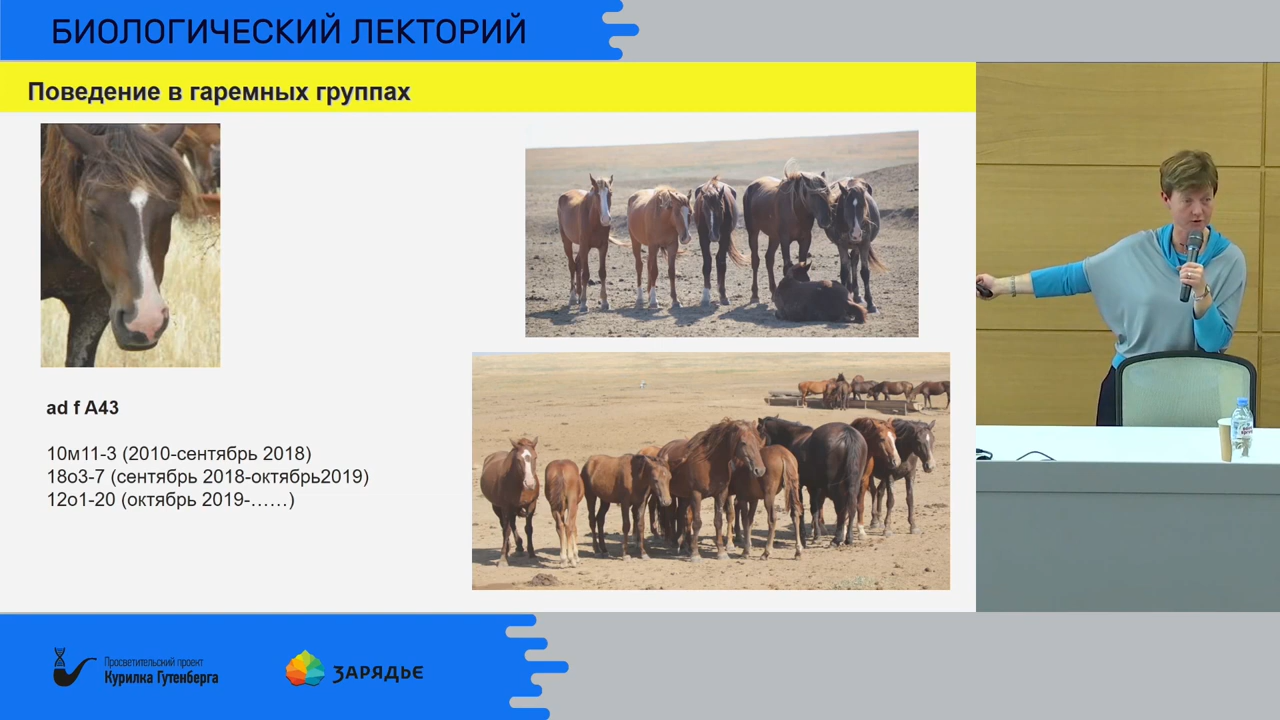 БИОЛОГИЧЕСКИЙ ЛЕКТОРИЙ
Поведение в гаремных группах
ad f A43
10м11-3 (2010-сентябрь 2018)
18о3-7 (сентябрь 2018-октябрь2019)
12о1-20 (октябрь 2019-……)
Просветительский проект
Курилка Гутенберга
ЗАРЯДЬЕ